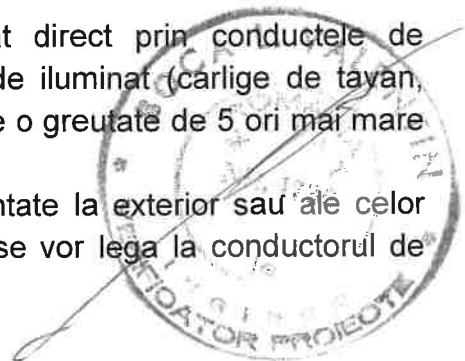 t direct prin conductele de
de iluminat (carlige de tavan,
e o greutate de 5 ori mai mare
ntate la exterior sau ale celor
se vor lega la conductorul de
PROIECTE